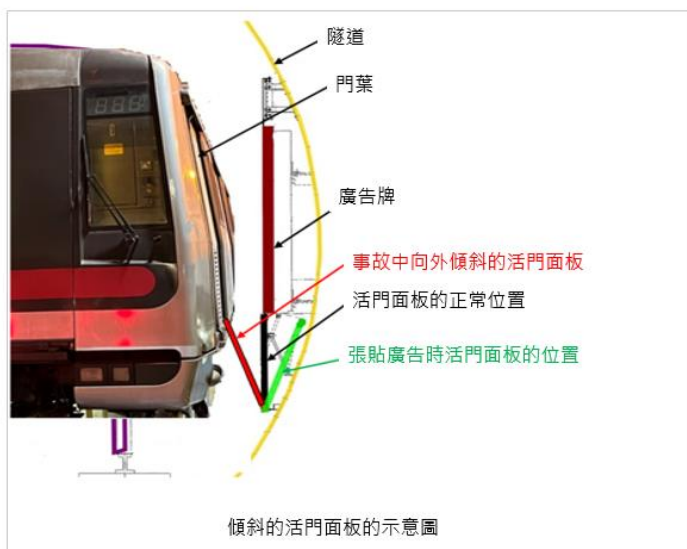 隧道
門葉
廣告牌
事故中向外傾斜的活門面板
活門面板的正常位置
張貼廣告時活門面板的位置
傾斜的活門面板的示意圖